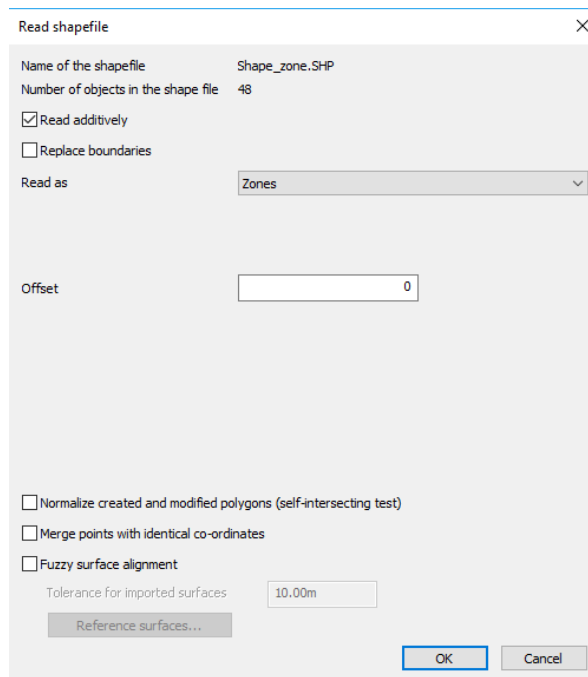 Read shapefile
Name of the shapefile Shape_zone.SHP
Number of objects in the shape file 48
Read additively
Replace boundaries
Read as Zones
Offset 0
Normalize created and modified polygons (self-intersecting test)
Merge points with identical co-ordinates
Fuzzy surface alignment
Tolerance for imported surfaces 10.00m
Reference surfaces...
OK Cancel